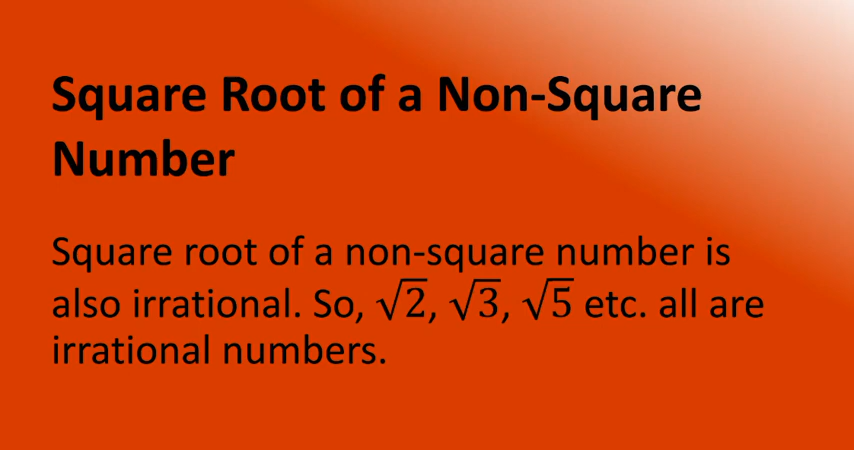 Square Root of a Non-Square
Number
Square root of a non-square number is
also irrational. So, √2, √3, √5 etc. all are
irrational numbers.